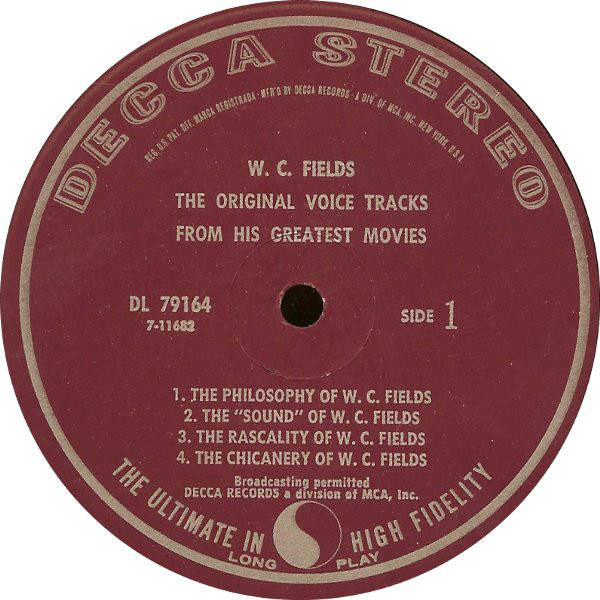 DECCA STEREO
REG. U.S. PAT. OFF. MARCA REGISTRADA · MFR'D BY DECCA RECORDS · A DIV. OF MCA, INC., NEW YORK, U.S.A.
W. C. FIELDS
THE ORIGINAL VOICE TRACKS
FROM HIS GREATEST MOVIES
DL 79164
7-11682
SIDE 1
1. THE PHILOSOPHY OF W. C. FIELDS
2. THE "SOUND" OF W. C. FIELDS
3. THE RASCALITY OF W. C. FIELDS
4. THE CHICANERY OF W. C. FIELDS
Broadcasting permitted
DECCA RECORDS a division of MCA, Inc.
THE ULTIMATE IN HIGH FIDELITY
LONG PLAY